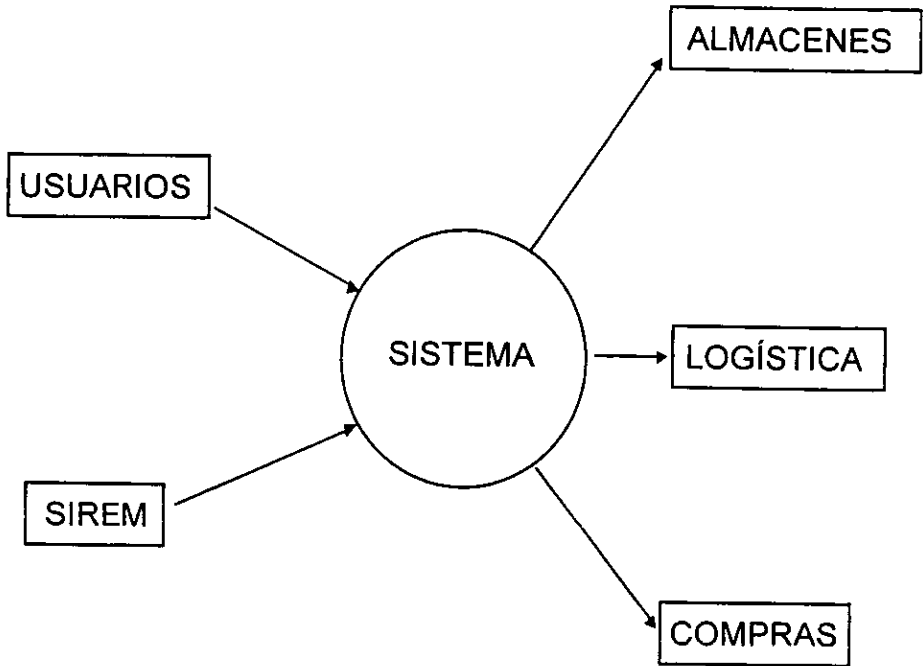 ALMACENES
USUARIOS
SISTEMA
LOGÍSTICA
SIREM
COMPRAS